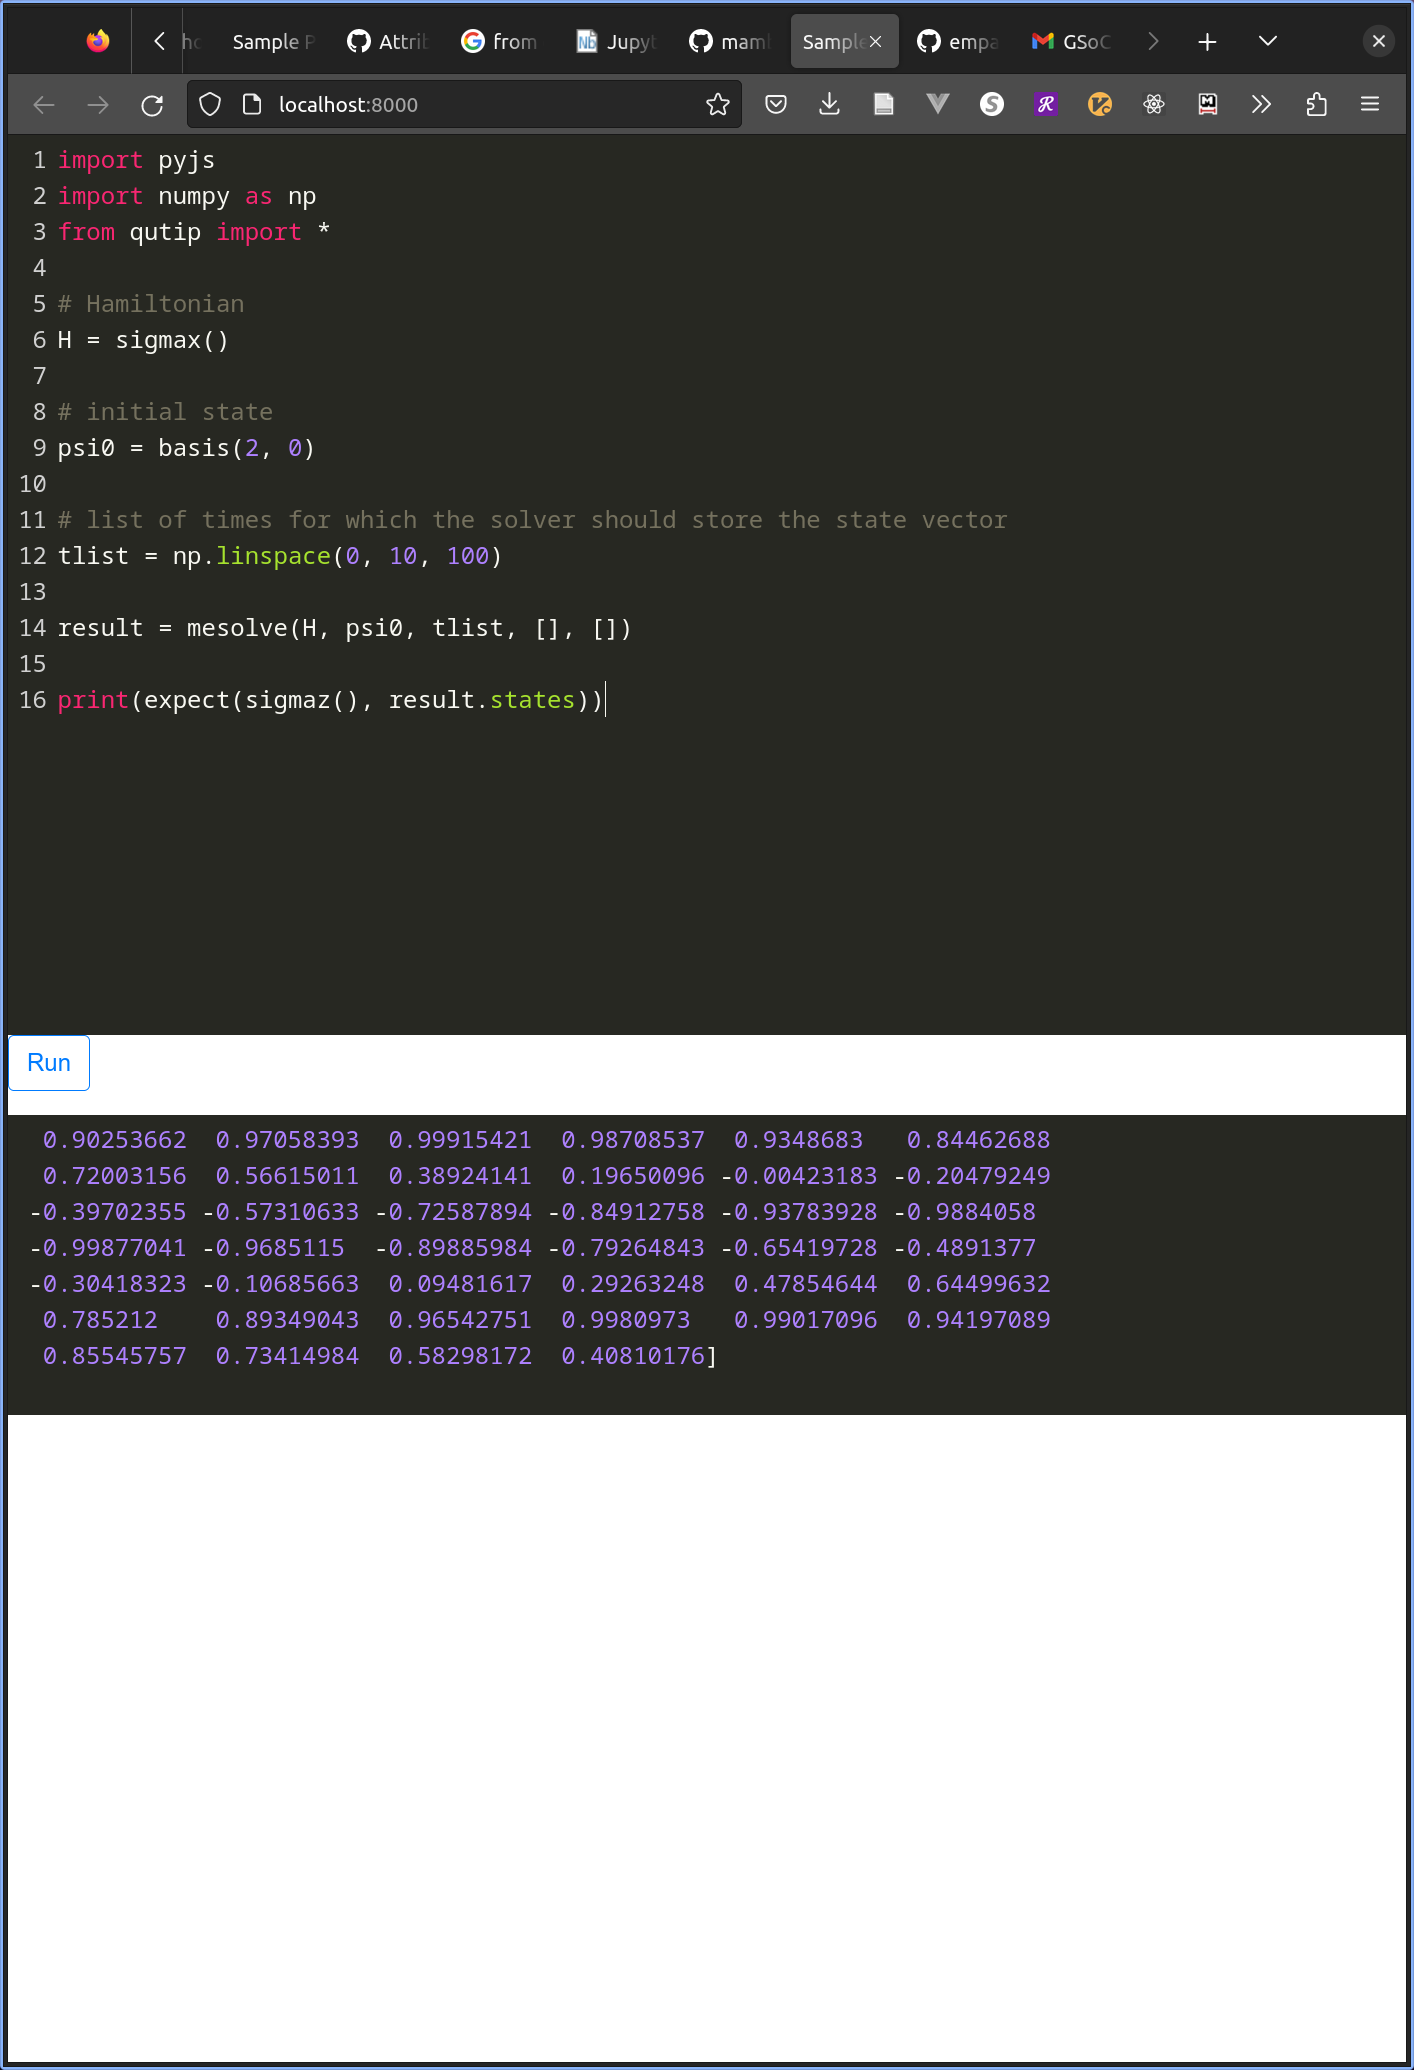 Sample P Attrib from Jupyt mamb Sample empa GSoC
localhost:8000
1 import pyjs
2 import numpy as np
3 from qutip import *
4
5 # Hamiltonian
6 H = sigmax()
7
8 # initial state
9 psi0 = basis(2, 0)
10
11 # list of times for which the solver should store the state vector
12 tlist = np.linspace(0, 10, 100)
13
14 result = mesolve(H, psi0, tlist, [], [])
15
16 print(expect(sigmaz(), result.states))
Run
0.90253662 0.97058393 0.99915421 0.98708537 0.9348683 0.84462688
0.72003156 0.56615011 0.38924141 0.19650096 -0.00423183 -0.20479249
-0.39702355 -0.57310633 -0.72587894 -0.84912758 -0.93783928 -0.9884058
-0.99877041 -0.9685115 -0.89885984 -0.79264843 -0.65419728 -0.4891377
-0.30418323 -0.10685663 0.09481617 0.29263248 0.47854644 0.64499632
0.785212 0.89349043 0.96542751 0.9980973 0.99017096 0.94197089
0.85545757 0.73414984 0.58298172 0.40810176]